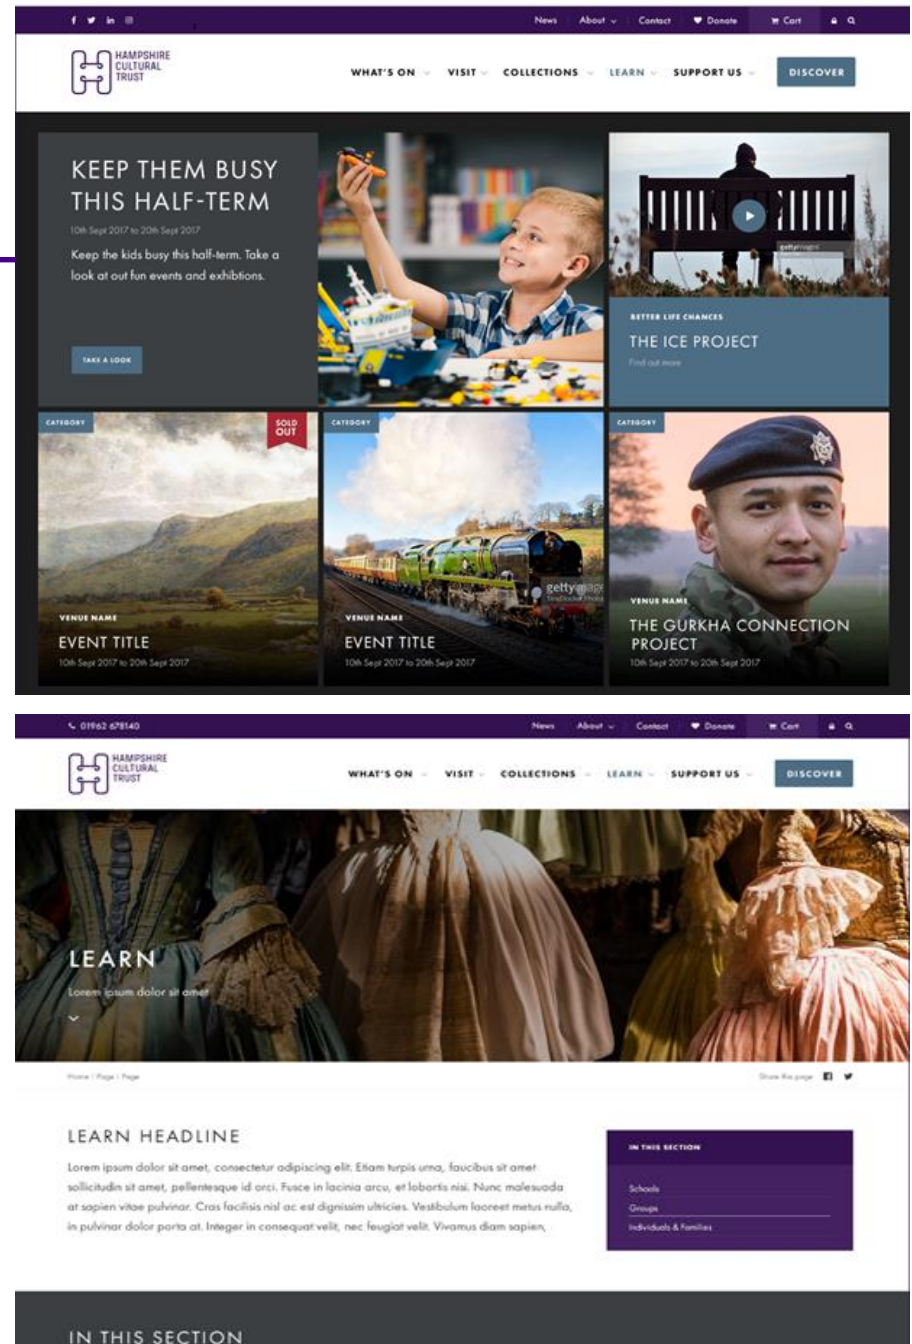 News About Contact Donate Cart
HAMPSHIRE
CULTURAL
TRUST
WHAT'S ON VISIT COLLECTIONS LEARN SUPPORT US DISCOVER
KEEP THEM BUSY
THIS HALF-TERM
10th Sept 2017 to 20th Sept 2017
Keep the kids busy this half-term. Take a
look at out fun events and exhibtions.
TAKE A LOOK
gettyimages
BETTER LIFE CHANCES
THE ICE PROJECT
Find out more
CATEGORY
SOLD
OUT
VENUE NAME
EVENT TITLE
10th Sept 2017 to 20th Sept 2017
CATEGORY
gettyimage
VENUE NAME
EVENT TITLE
10th Sept 2017 to 20th Sept 2017
CATEGORY
VENUE NAME
THE GURKHA CONNECTION
PROJECT
10th Sept 2017 to 20th Sept 2017
01962 678140 News About Contact Donate Cart
HAMPSHIRE
CULTURAL
TRUST
WHAT'S ON VISIT COLLECTIONS LEARN SUPPORT US DISCOVER
LEARN
Lorem ipsum dolor sit amet
Home / Page / Page Share this page
LEARN HEADLINE
Lorem ipsum dolor sit amet, consectetur adipiscing elit. Etiam turpis urna, faucibus sit amet
sollicitudin sit amet, pellentesque id orci. Fusce in lacinia arcu, et lobortis nisi. Nunc malesuada
at sapien vitae pulvinar. Cras facilisis nisl ac est dignissim ultricies. Vestibulum laoreet metus nulla,
in pulvinar dolor porta at. Integer in consequat velit, nec feugiat velit. Vivamus diam sapien,
IN THIS SECTION
Schools
Groups
Individuals & Families
IN THIS SECTION